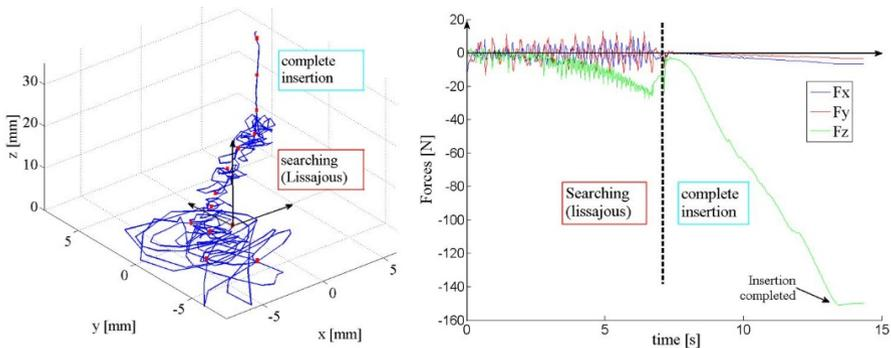 30
20
10
0
z [mm]
complete
insertion
searching
(Lissajous)
5
0
-5
y [mm]
-5
0
5
x [mm]
20
0
-20
-40
-60
-80
-100
-120
-140
-160
Forces [N]
Fx
Fy
Fz
Searching
(lissajous)
complete
insertion
Insertion
completed
0
5
10
15
time [s]